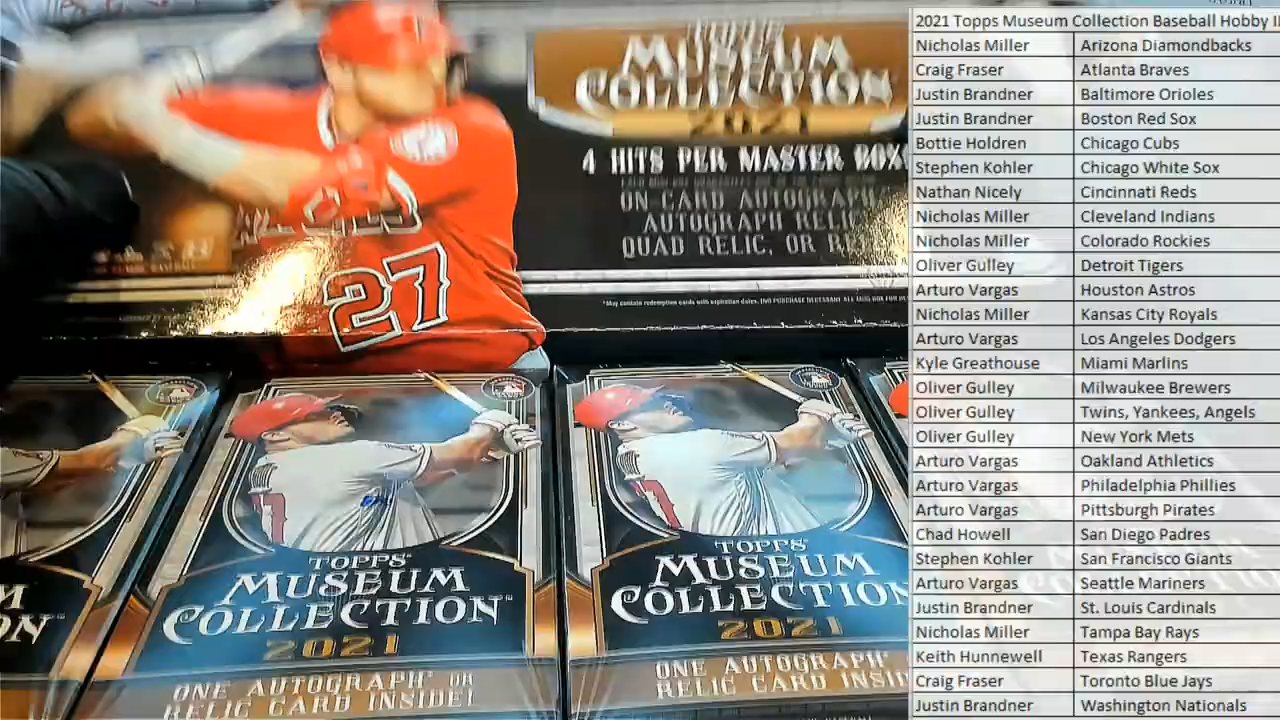 TOPPS
MUSEUM
COLLECTION
2021
4 HITS PER MASTER BOX
ON-CARD AUTOGRAPH
AUTOGRAPH RELIC
QUAD RELIC, OR
27
TOPPS
MUSEUM
COLLECTION
2021
ONE AUTOGRAPH OR
RELIC CARD INSIDE!
TOPPS
MUSEUM
COLLECTION
2021
ONE AUTOGRAPH
RELIC CARD
2021 Topps Museum Collection Baseball Hobby
Nicholas Miller Arizona Diamondbacks
Craig Fraser Atlanta Braves
Justin Brandner Baltimore Orioles
Justin Brandner Boston Red Sox
Bottie Holdren Chicago Cubs
Stephen Kohler Chicago White Sox
Nathan Nicely Cincinnati Reds
Nicholas Miller Cleveland Indians
Nicholas Miller Colorado Rockies
Oliver Gulley Detroit Tigers
Arturo Vargas Houston Astros
Nicholas Miller Kansas City Royals
Arturo Vargas Los Angeles Dodgers
Kyle Greathouse Miami Marlins
Oliver Gulley Milwaukee Brewers
Oliver Gulley Twins, Yankees, Angels
Oliver Gulley New York Mets
Arturo Vargas Oakland Athletics
Arturo Vargas Philadelphia Phillies
Arturo Vargas Pittsburgh Pirates
Chad Howell San Diego Padres
Stephen Kohler San Francisco Giants
Arturo Vargas Seattle Mariners
Justin Brandner St. Louis Cardinals
Nicholas Miller Tampa Bay Rays
Keith Hunnewell Texas Rangers
Craig Fraser Toronto Blue Jays
Justin Brandner Washington Nationals